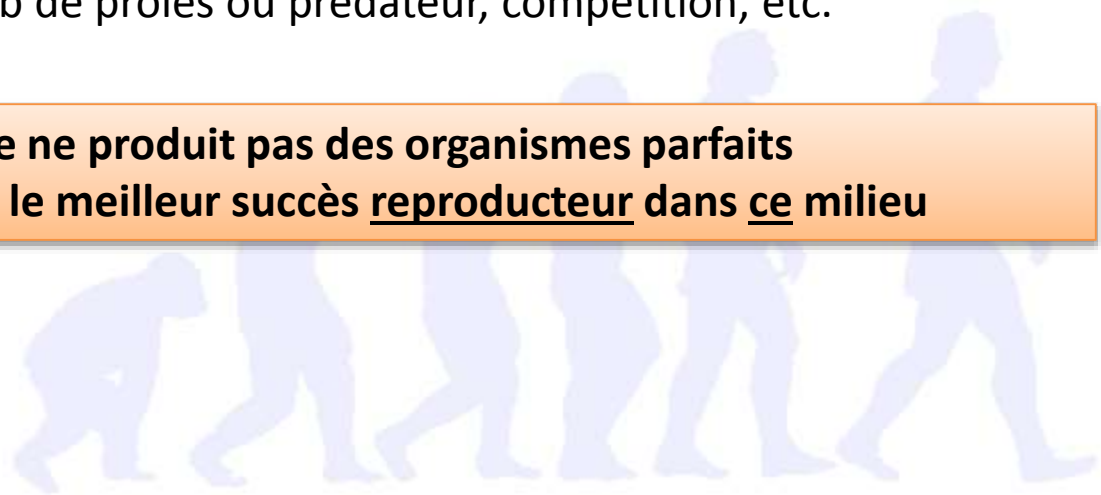 b de proies ou prédateur, compétition, etc.
e ne produit pas des organismes parfaits
le meilleur succès reproducteur dans ce milieu